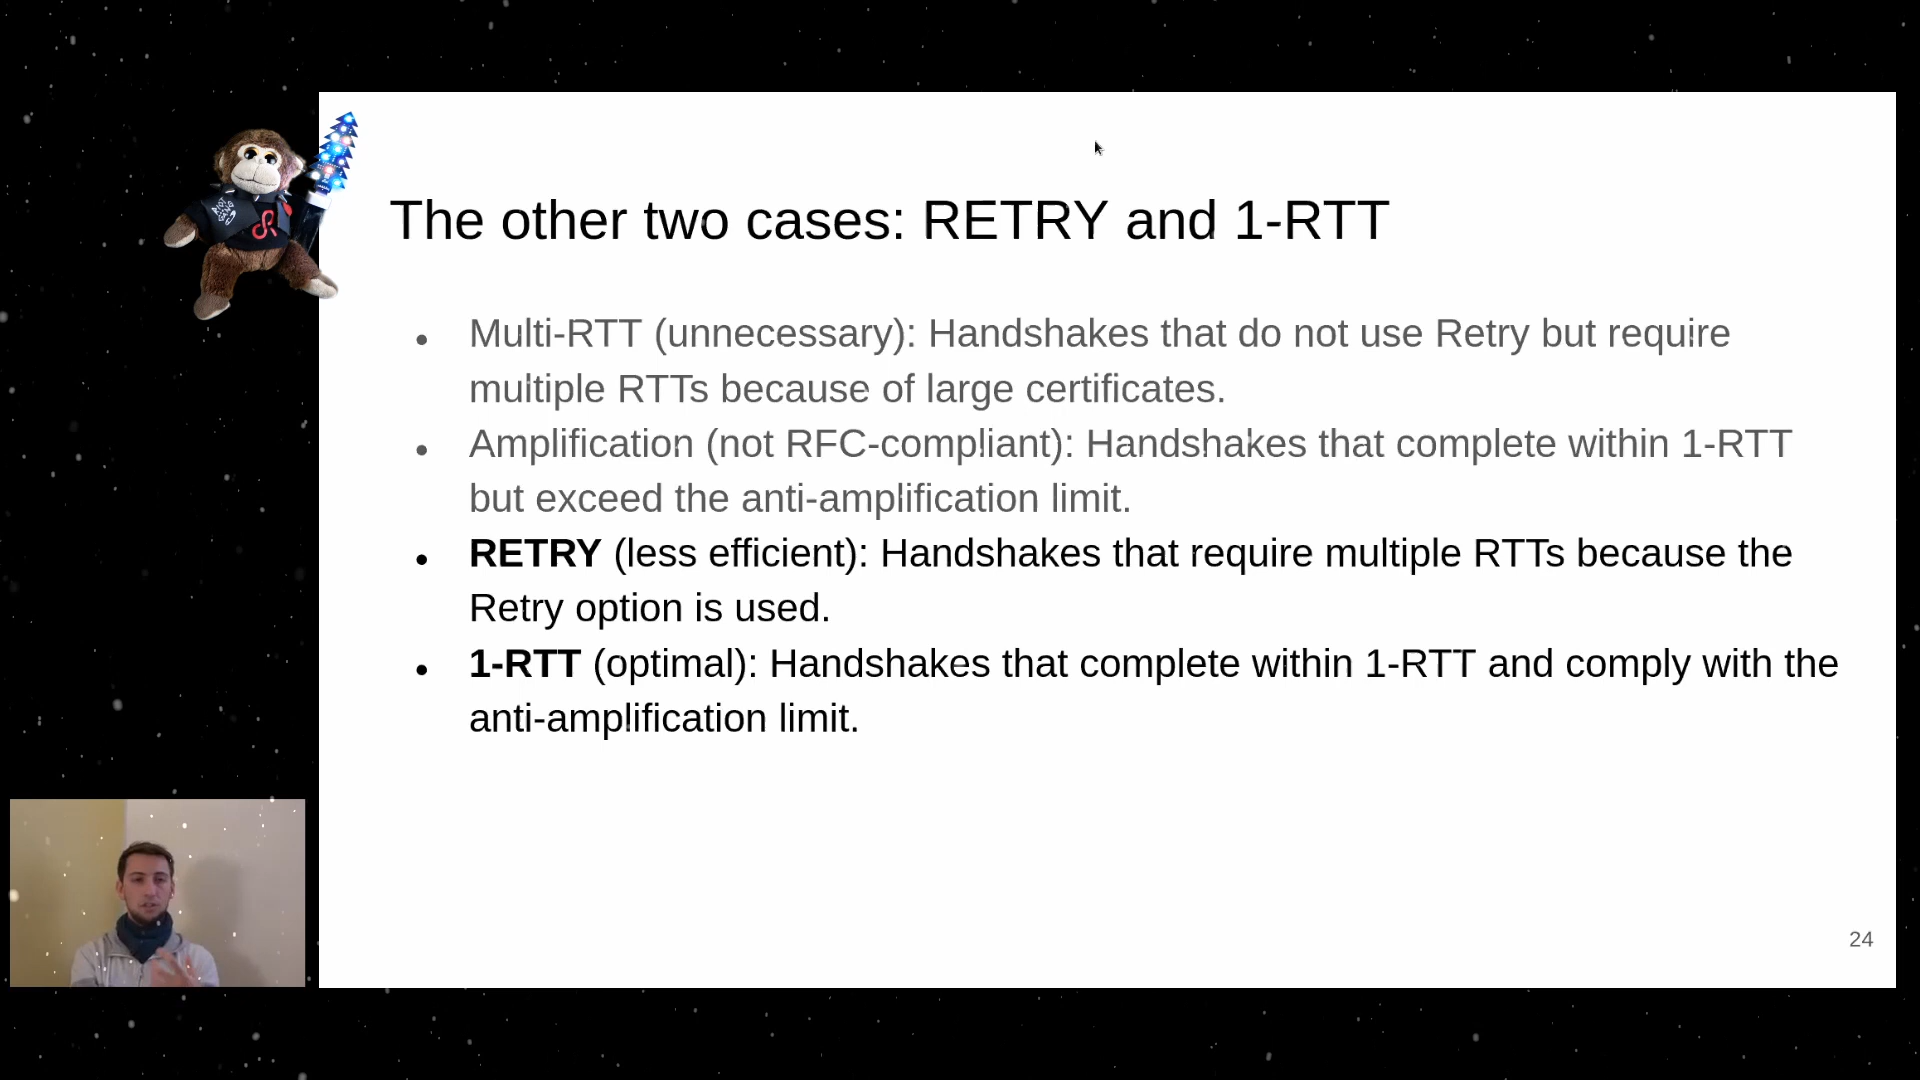 The other two cases: RETRY and 1-RTT
• Multi-RTT (unnecessary): Handshakes that do not use Retry but require
multiple RTTs because of large certificates.
• Amplification (not RFC-compliant): Handshakes that complete within 1-RTT
but exceed the anti-amplification limit.
• RETRY (less efficient): Handshakes that require multiple RTTs because the
Retry option is used.
• 1-RTT (optimal): Handshakes that complete within 1-RTT and comply with the
anti-amplification limit.
24